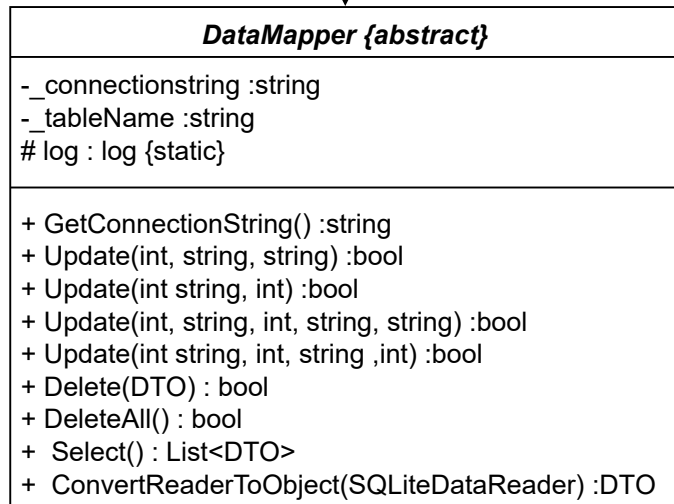 DataMapper {abstract}
-_connectionstring :string
-_tableName :string
# log : log {static}
+ GetConnectionString() :string
+ Update(int, string, string) :bool
+ Update(int string, int) :bool
+ Update(int, string, int, string, string) :bool
+ Update(int string, int, string ,int) :bool
+ Delete(DTO) : bool
+ DeleteAll() : bool
+  Select() : List<DTO>
+  ConvertReaderToObject(SQLiteDataReader) :DTO